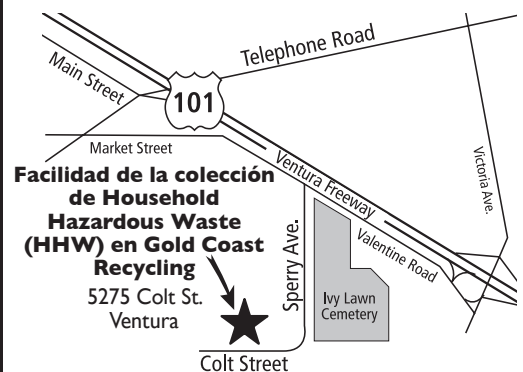 Telephone Road
Main Street
101
Market Street
Ventura Freeway
Victoria Ave.
Facilidad de la colección
de Household
Hazardous Waste
(HHW) en Gold Coast
Recycling
5275 Colt St.
Ventura
Sperry Ave.
Valentine Road
Ivy Lawn
Cemetery
Colt Street